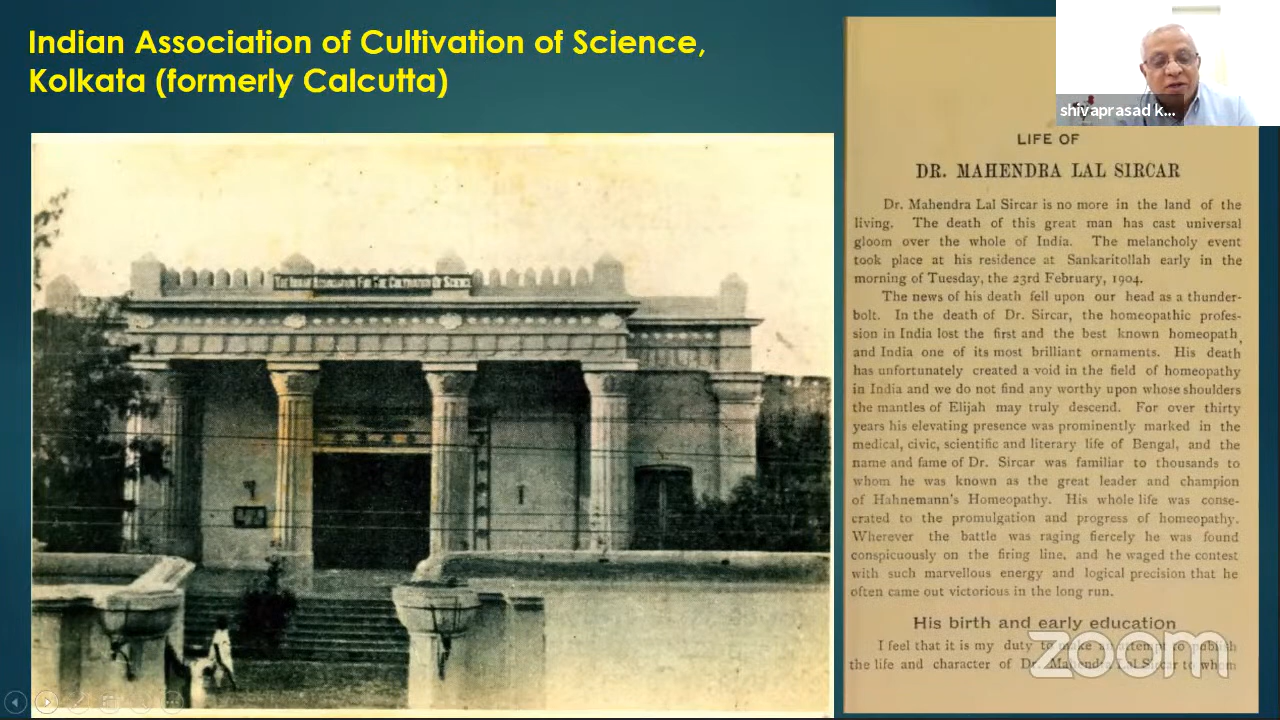 Indian Association of Cultivation of Science,
Kolkata (formerly Calcutta)
shivaprasad k...
THE INDIAN ASSOCIATION FOR THE CULTIVATION OF SCIENCE
LIFE OF
DR. MAHENDRA LAL SIRCAR
Dr. Mahendra Lal Sircar is no more in the land of the
living. The death of this great man has cast universal
gloom over the whole of India. The melancholy event
took place at his residence at Sankaritollah early in the
morning of Tuesday, the 23rd February, 1904.
The news of his death fell upon our head as a thunder-
bolt. In the death of Dr. Sircar, the homeopathic profes-
sion in India lost the first and the best known homeopath,
and India one of its most brilliant ornaments. His death
has unfortunately created a void in the field of homeopathy
in India and we do not find any worthy upon whose shoulders
the mantles of Elijah may truly descend. For over thirty
years his elevating presence was prominently marked in the
medical, civic, scientific and literary life of Bengal, and the
name and fame of Dr. Sircar was familiar to thousands to
whom he was known as the great leader and champion
of Hahnemann's Homeopathy. His whole life was conse-
crated to the promulgation and progress of homeopathy.
Wherever the battle was raging fiercely he was found
conspicuously on the firing line, and he waged the contest
with such marvellous energy and logical precision that he
often came out victorious in the long run.
His birth and early education
I feel that it is my duty to make an attempt to publish
the life and character of Dr. Mahendra Lal Sircar to whom
zoom